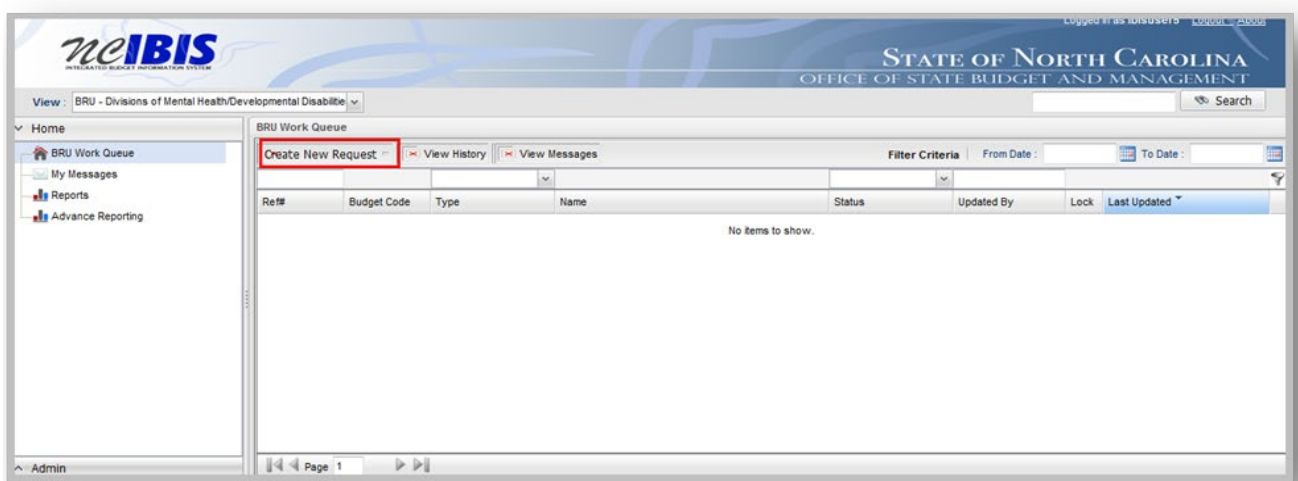 Logged in as ibisuser5 Logout About
ncIBIS
INTEGRATED BUDGET INFORMATION SYSTEM
STATE OF NORTH CAROLINA
OFFICE OF STATE BUDGET AND MANAGEMENT
View : BRU - Divisions of Mental Health/Developmental Disabilitie
Search
Home
BRU Work Queue
My Messages
Reports
Advance Reporting
Admin
BRU Work Queue
Create New Request View History View Messages Filter Criteria From Date : To Date :
Ref# Budget Code Type Name Status Updated By Lock Last Updated
No items to show.
Page 1